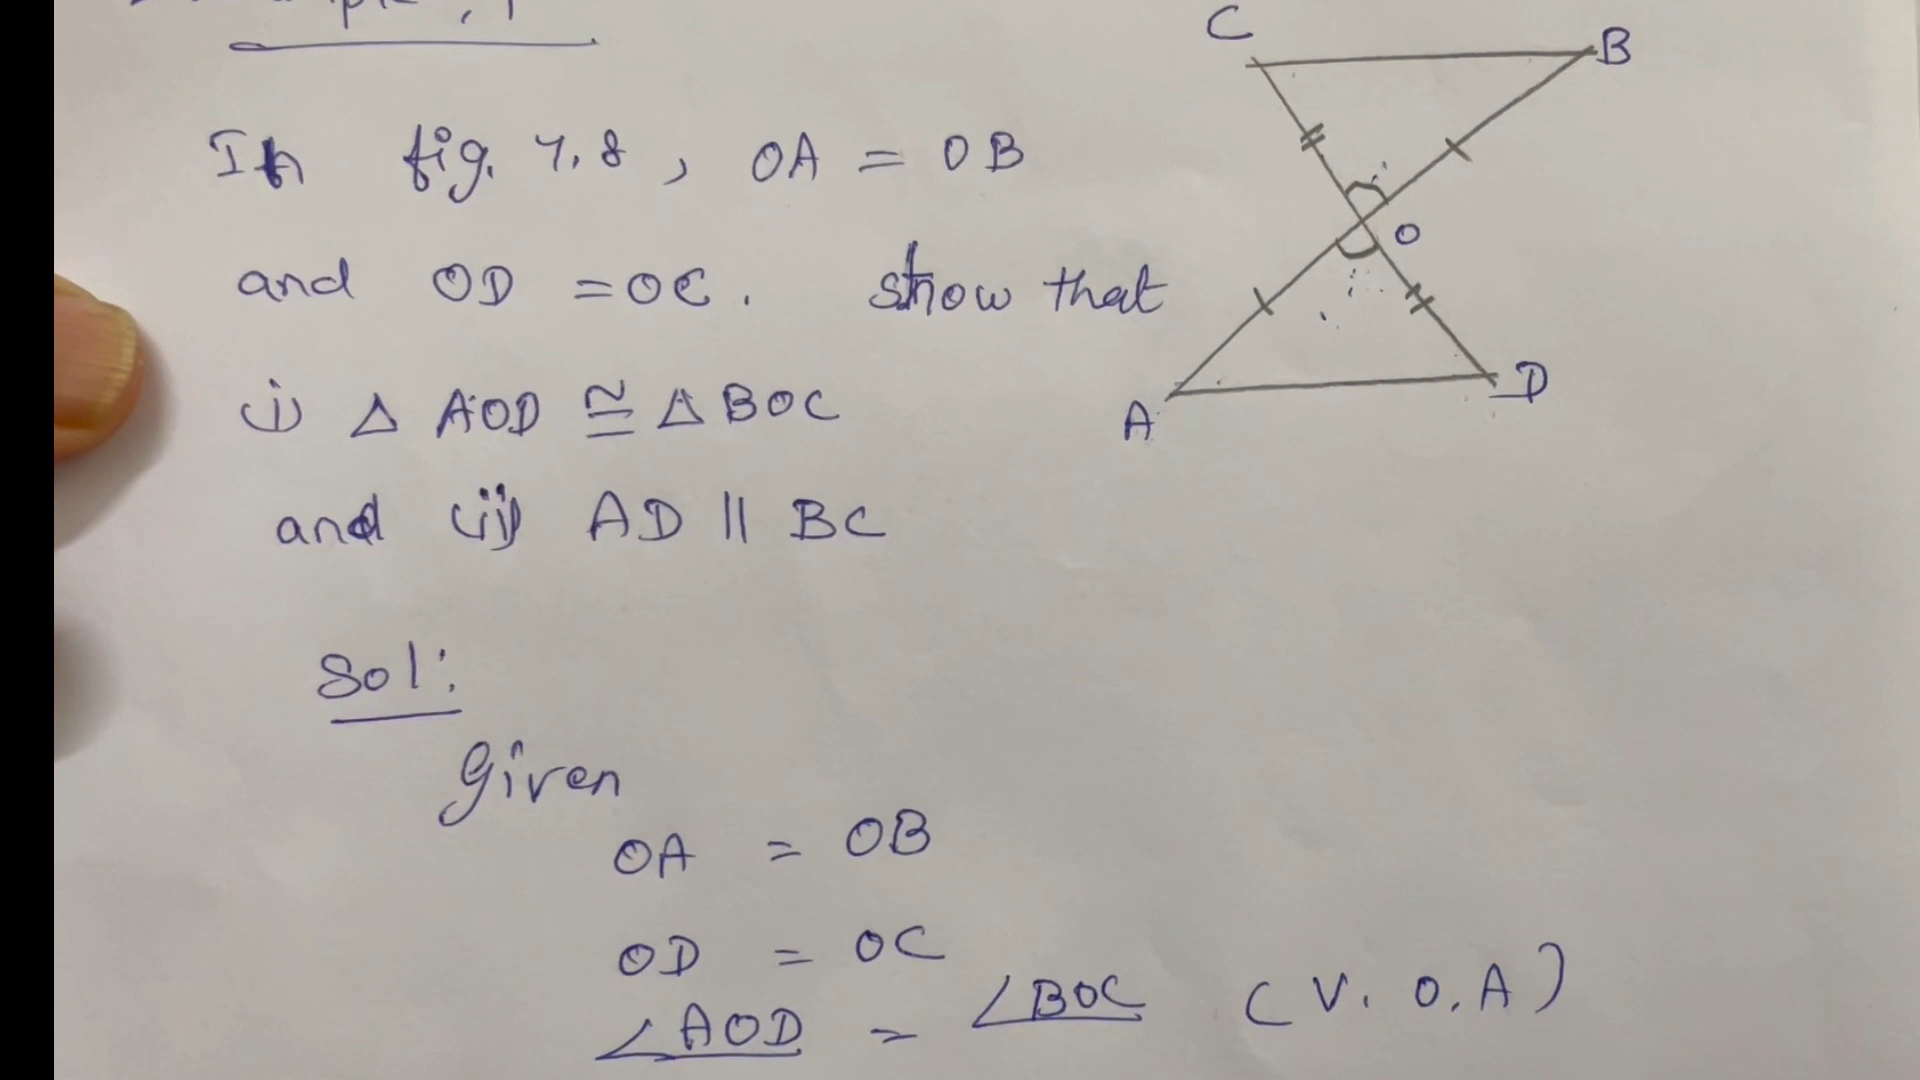 C
B
In fig. 7.8, OA = OB
O
and OD = OC. show that
D
(i) △ AOD ≅ △ BOC
A
and (ii) AD || BC
Sol:
Given
OA = OB
OD = OC
∠AOD = ∠BOC (V.O.A)